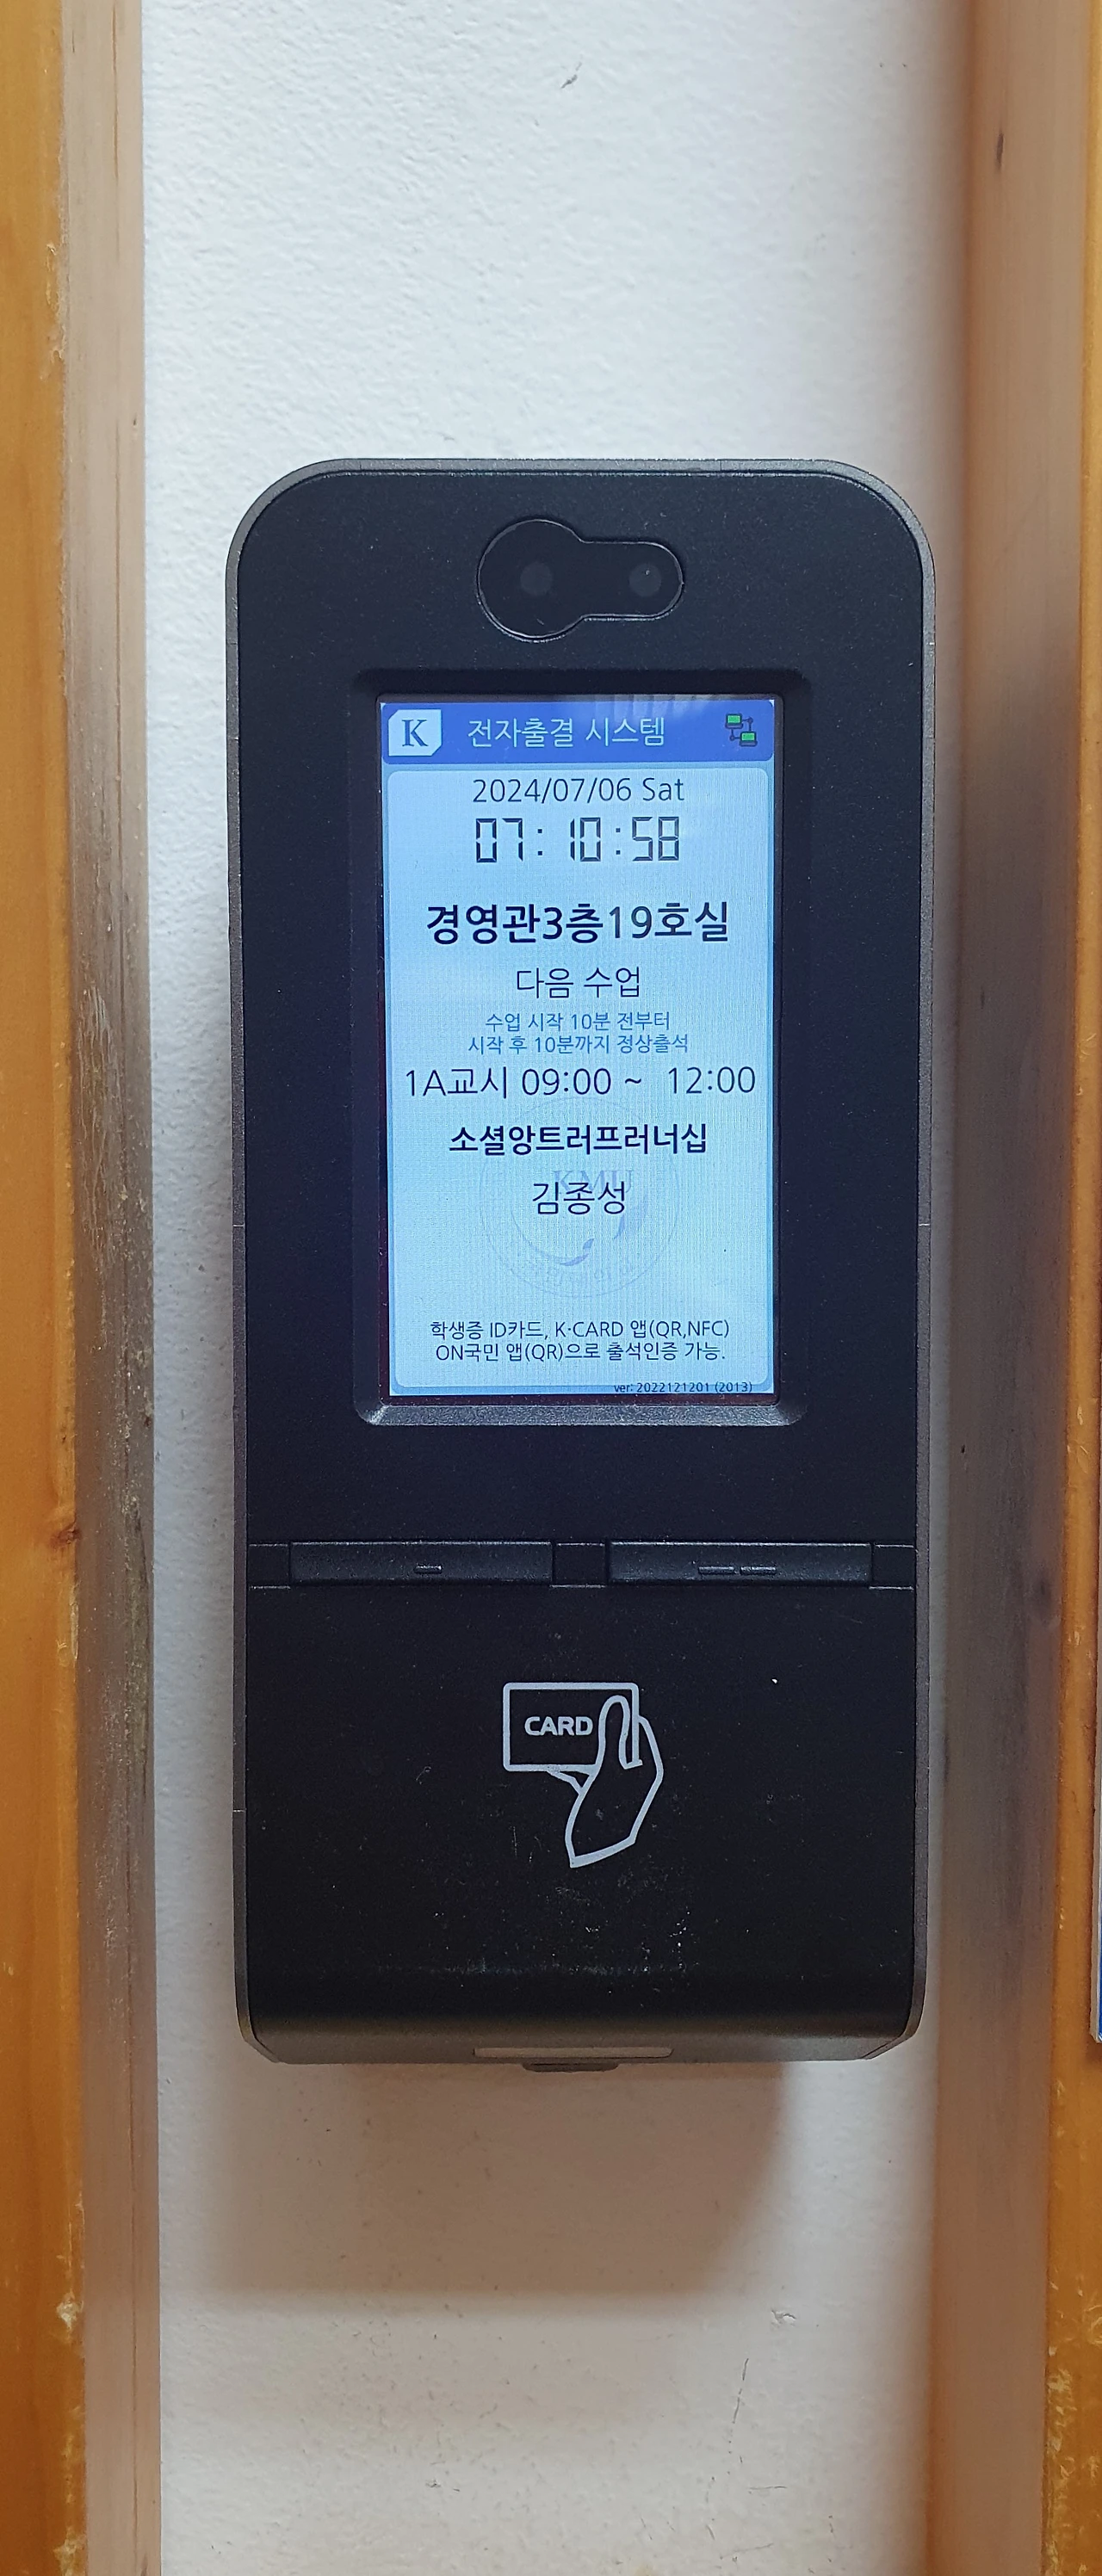 K 전자출결 시스템
2024/07/06 Sat
07:10:58
경영관3층19호실
다음 수업
수업 시작 10분 전부터
시작 후 10분까지 정상출석
1A교시 09:00 ~ 12:00
소셜앙트러프러너십
KMU
김종성
학생증 ID카드, K·CARD 앱(QR,NFC)
ON국민 앱(QR)으로 출석인증 가능.
ver: 2022121201 (2013)
CARD